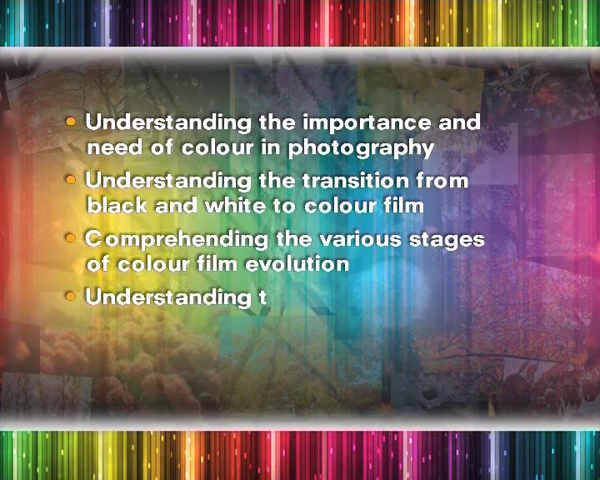 • Understanding the importance and
need of colour in photography
• Understanding the transition from
black and white to colour film
• Comprehending the various stages
of colour film evolution
• Understanding t